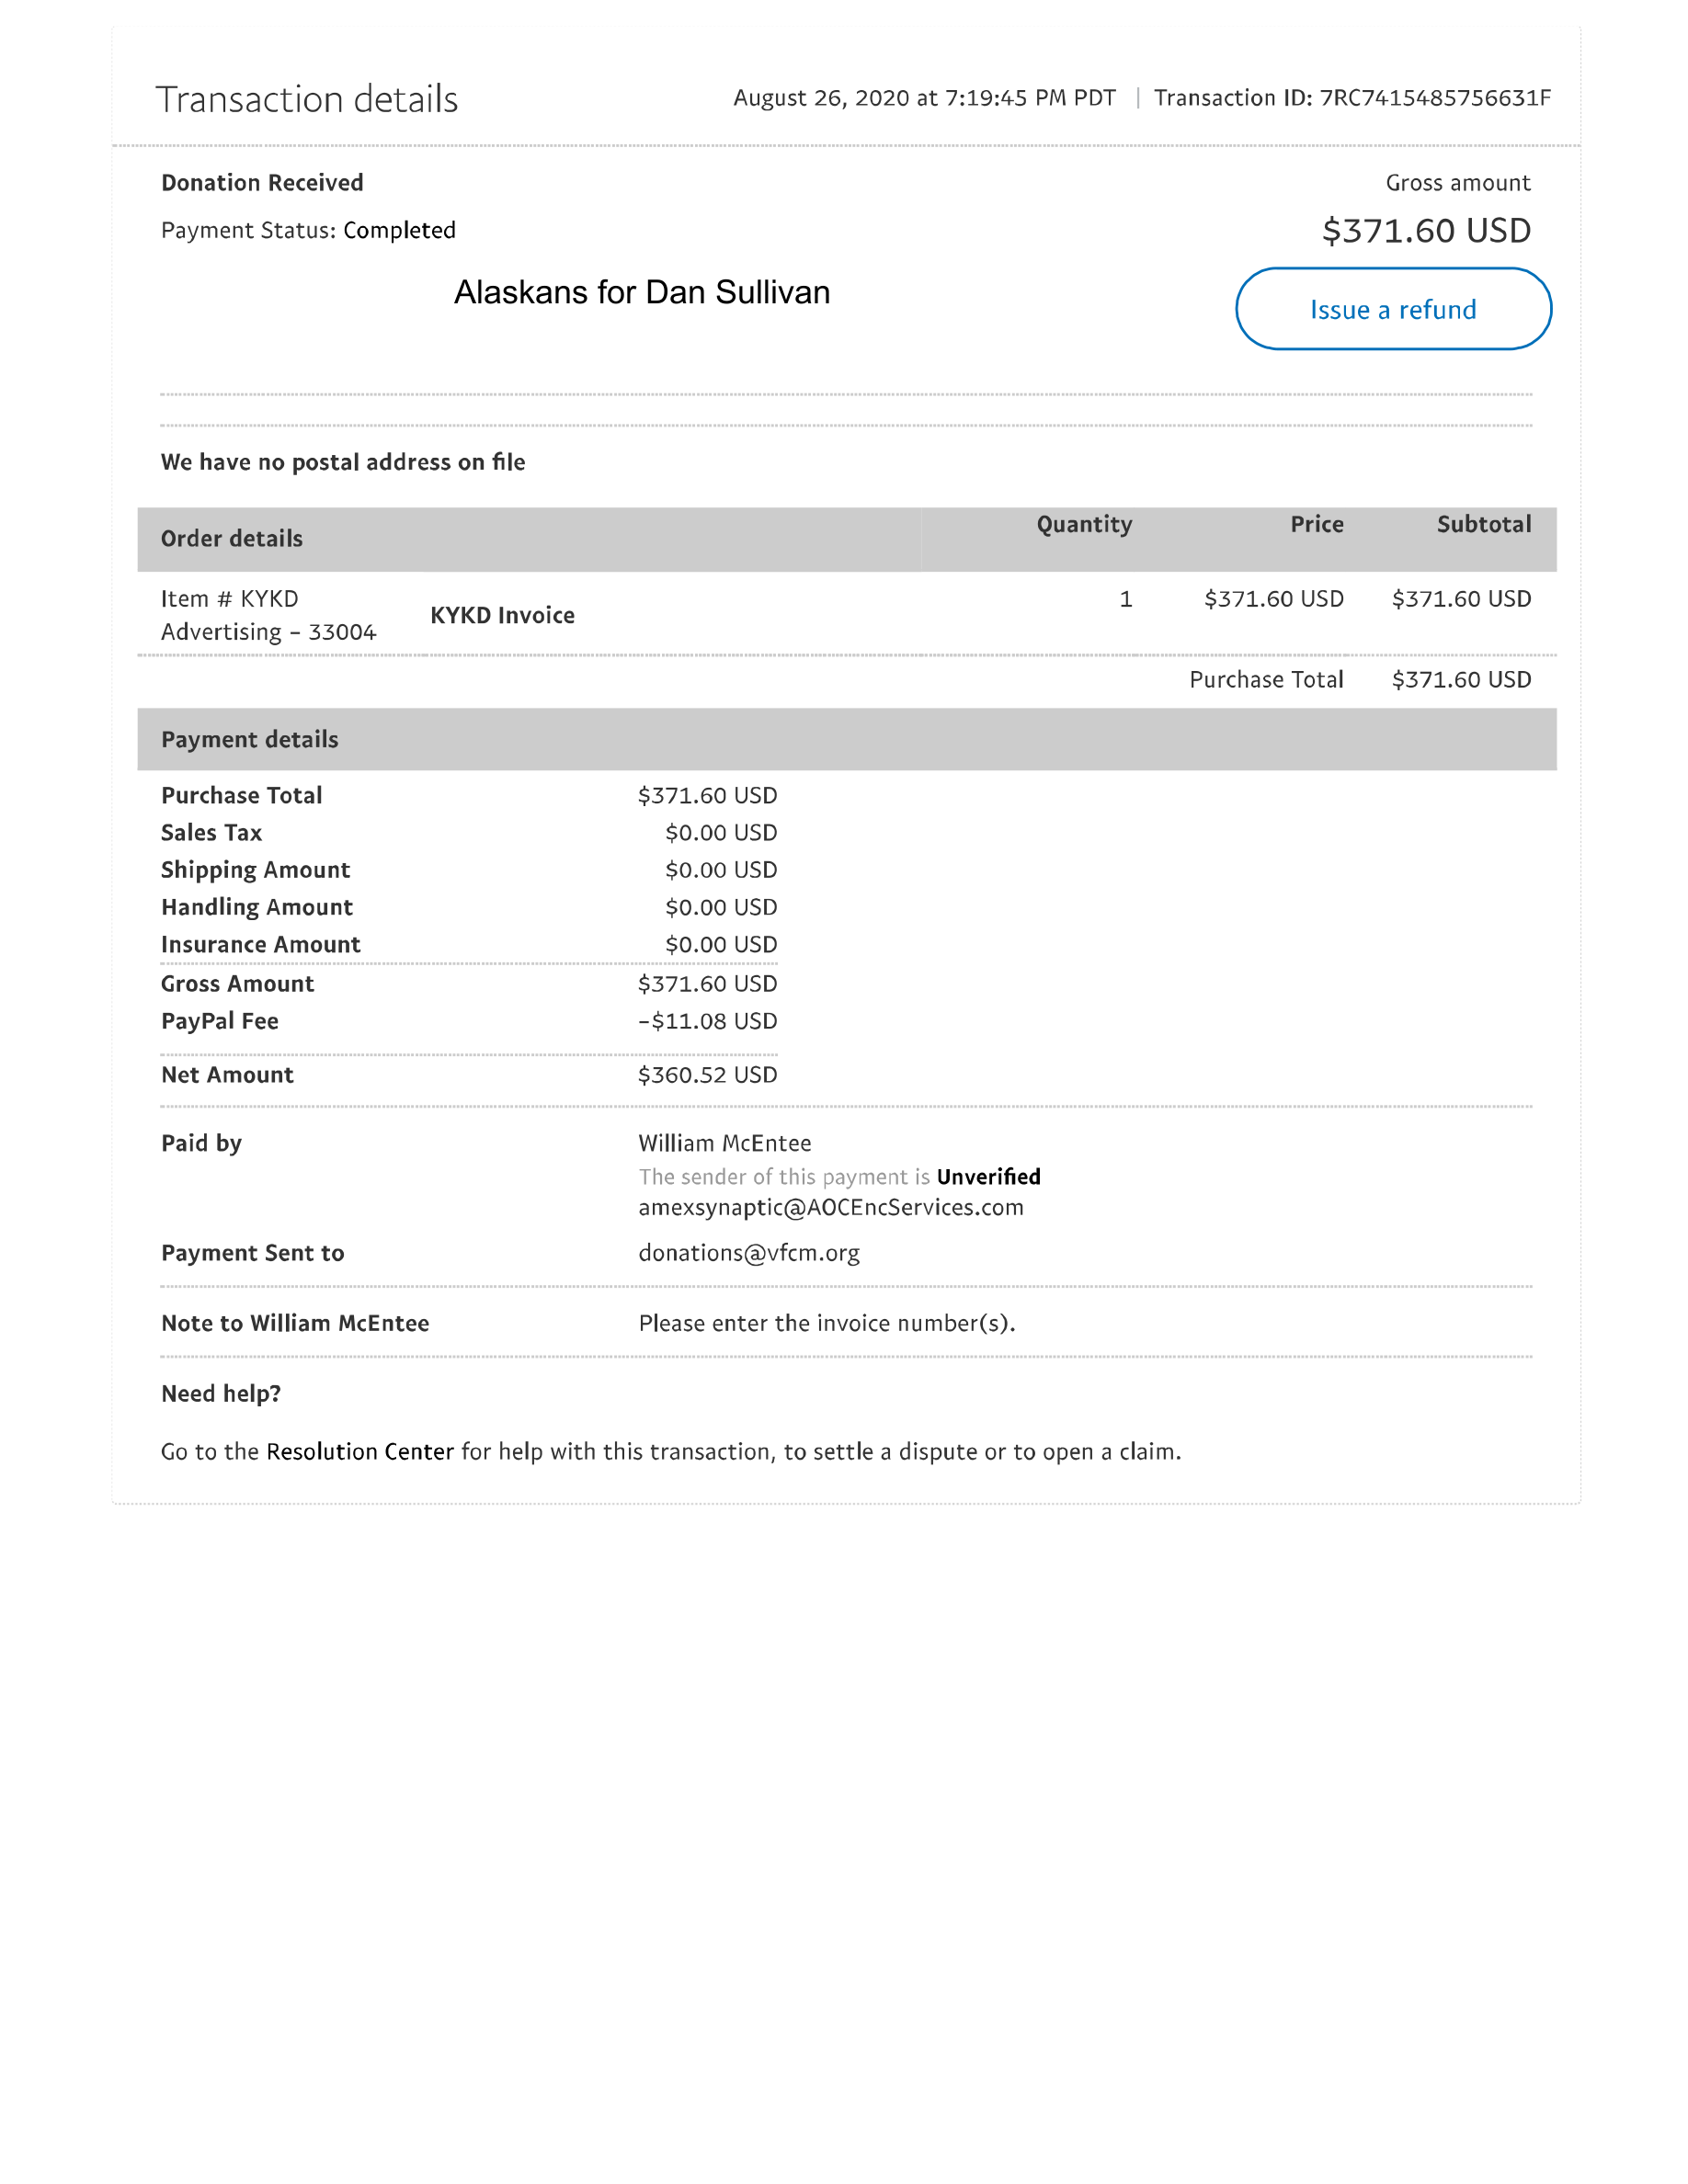 Transaction details
August 26, 2020 at 7:19:45 PM PDT | Transaction ID: 7RC7415485756631F
Donation Received
Gross amount
Payment Status: Completed
$371.60 USD
Alaskans for Dan Sullivan
Issue a refund
We have no postal address on file
Order details Quantity Price Subtotal
Item # KYKD
Advertising – 33004
KYKD Invoice
1 $371.60 USD $371.60 USD
Purchase Total $371.60 USD
Payment details
Purchase Total $371.60 USD
Sales Tax $0.00 USD
Shipping Amount $0.00 USD
Handling Amount $0.00 USD
Insurance Amount $0.00 USD
Gross Amount $371.60 USD
PayPal Fee –$11.08 USD
Net Amount $360.52 USD
Paid by William McEntee
The sender of this payment is Unverified
amexsynaptic@AOCEncServices.com
Payment Sent to donations@vfcm.org
Note to William McEntee Please enter the invoice number(s).
Need help?
Go to the Resolution Center for help with this transaction, to settle a dispute or to open a claim.